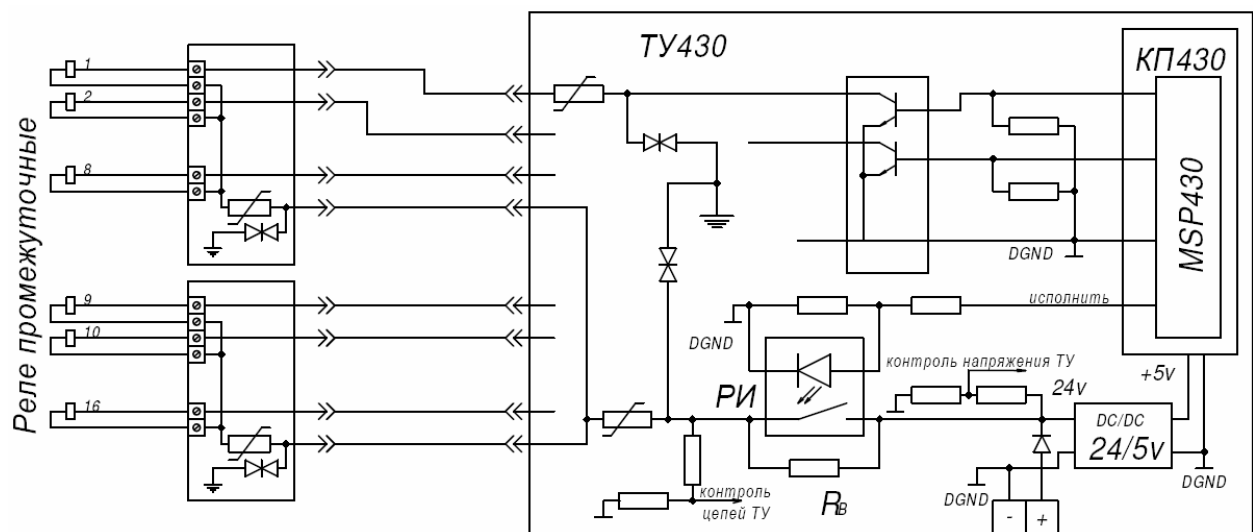 ТУ430
КП430
MSP430
Реле промежуточные
1
2
8
9
10
16
DGND
исполнить
DGND
контроль напряжения ТУ
24v
+5v
РИ
DC/DC
24/5v
DGND
контроль
цепей ТУ
RВ
DGND
- +